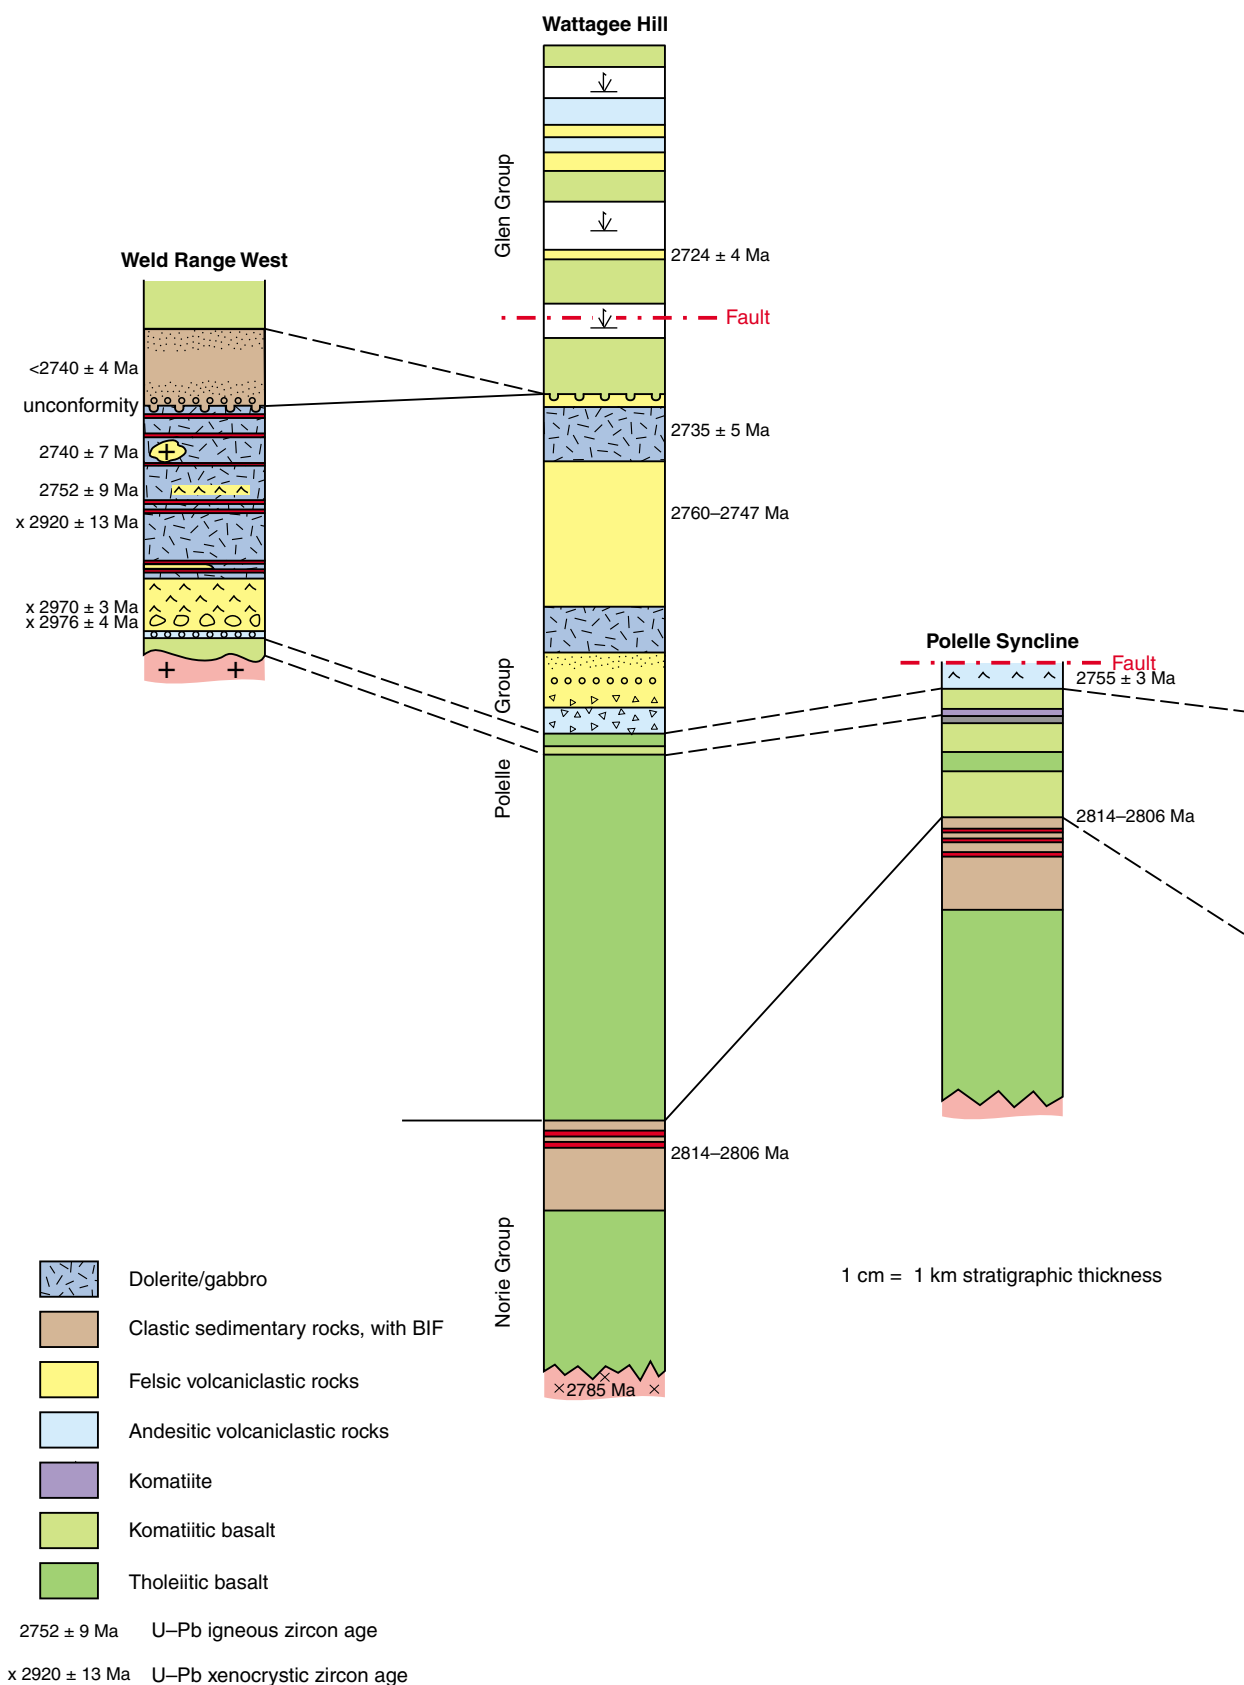 Wattagee Hill
Glen Group
2724 ± 4 Ma
Fault
2735 ± 5 Ma
2760–2747 Ma
Polelle Group
2814–2806 Ma
Norie Group
2785 Ma
Weld Range West
<2740 ± 4 Ma
unconformity
2740 ± 7 Ma
2752 ± 9 Ma
x 2920 ± 13 Ma
x 2970 ± 3 Ma
x 2976 ± 4 Ma
Polelle Syncline
Fault
2755 ± 3 Ma
2814–2806 Ma
1 cm = 1 km stratigraphic thickness
Dolerite/gabbro
Clastic sedimentary rocks, with BIF
Felsic volcaniclastic rocks
Andesitic volcaniclastic rocks
Komatiite
Komatiitic basalt
Tholeiitic basalt
2752 ± 9 Ma U–Pb igneous zircon age
x 2920 ± 13 Ma U–Pb xenocrystic zircon age